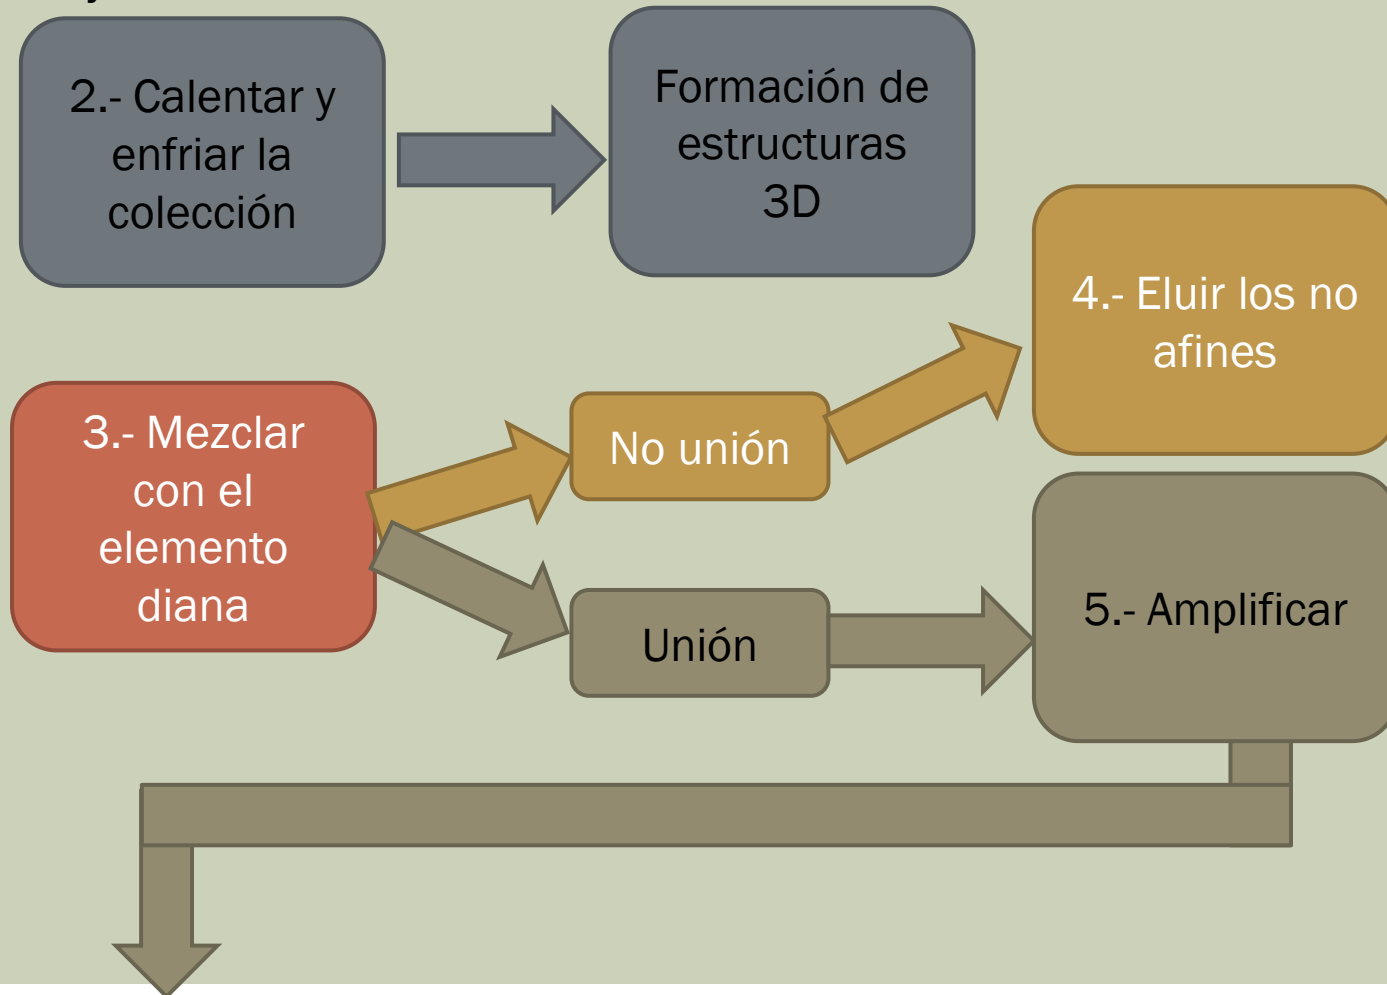 2.- Calentar y
enfriar la
colección
Formación de
estructuras
3D
4.- Eluir los no
afines
3.- Mezclar
con el
elemento
diana
No unión
Unión
5.- Amplificar